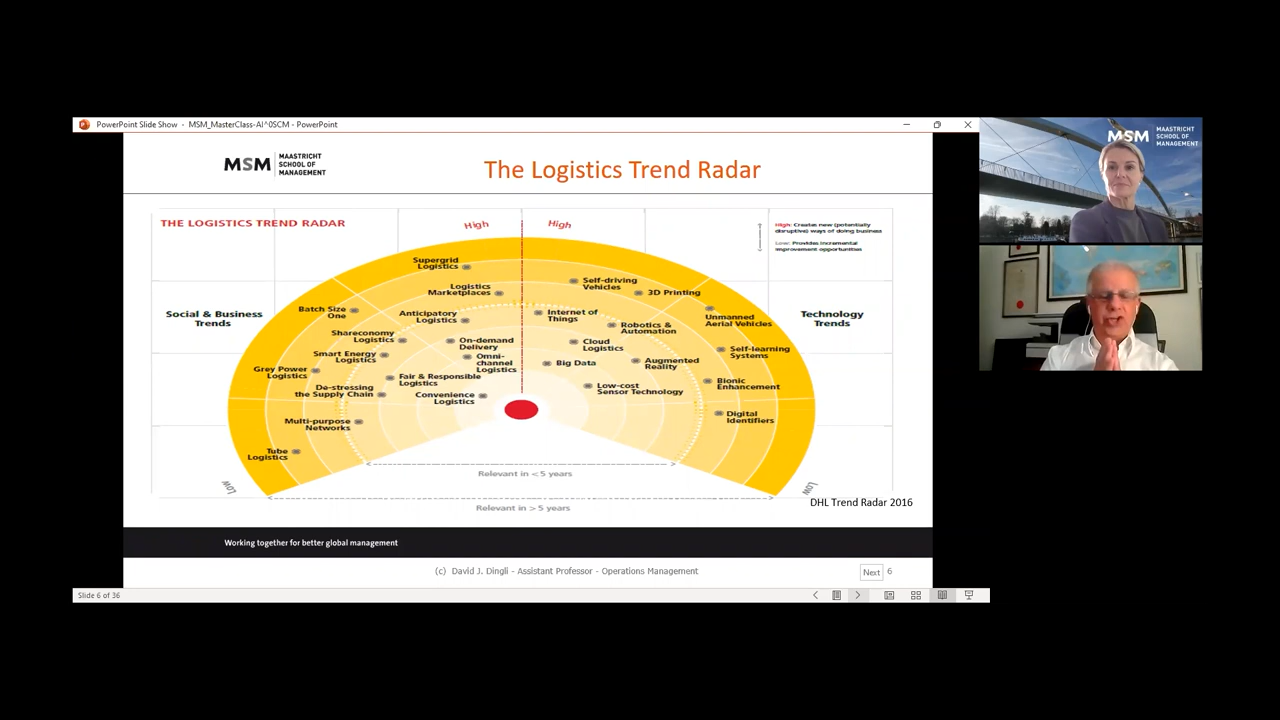 PowerPoint Slide Show - MSM_MasterClass-AI^0SCM - PowerPoint
MSM
MAASTRICHT
SCHOOL OF
MANAGEMENT
The Logistics Trend Radar
THE LOGISTICS TREND RADAR
High
High
High: Creates new (potentially
disruptive) ways of doing business
Low: Provides incremental
improvement opportunities
Social & Business
Trends
Technology
Trends
Supergrid
Logistics
Logistics
Marketplaces
Batch Size
One
Anticipatory
Logistics
Shareconomy
Logistics
On-demand
Delivery
Smart Energy
Logistics
Omni-
channel
Logistics
Grey Power
Logistics
Fair & Responsible
Logistics
De-stressing
the Supply Chain
Convenience
Logistics
Multi-purpose
Networks
Tube
Logistics
Self-driving
Vehicles
3D Printing
Internet of
Things
Unmanned
Aerial Vehicles
Robotics &
Automation
Cloud
Logistics
Self-learning
Systems
Big Data
Augmented
Reality
Low-cost
Sensor Technology
Bionic
Enhancement
Digital
Identifiers
Relevant in < 5 years
Relevant in > 5 years
Low
Low
DHL Trend Radar 2016
Working together for better global management
(c) David J. Dingli - Assistant Professor - Operations Management
Next
6
Slide 6 of 36
MSM
MAASTRICHT
SCHOOL OF
MANAGEMENT